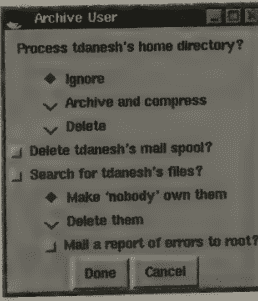 Archive User
Process tdanesh's home directory?
Ignore
Archive and compress
Delete
Delete tdanesh's mail spool?
Search for tdanesh's files?
Make 'nobody' own them
Delete them
Mail a report of errors to root?
Done
Cancel